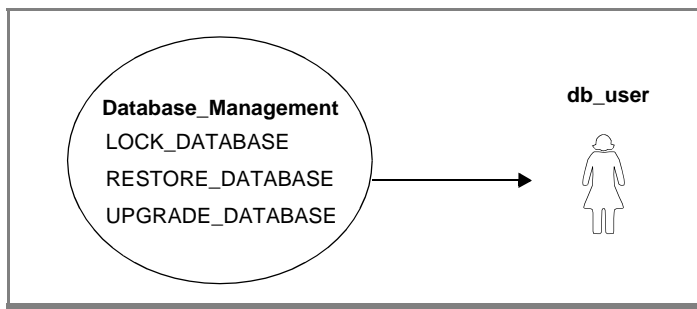 Database_Management
LOCK_DATABASE
RESTORE_DATABASE
UPGRADE_DATABASE
db_user